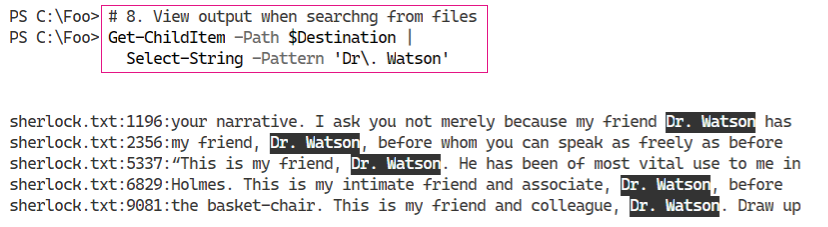 PS C:\Foo> # 8. View output when searchng from files
PS C:\Foo> Get-ChildItem -Path $Destination |
Select-String -Pattern 'Dr\. Watson'
sherlock.txt:1196:your narrative. I ask you not merely because my friend Dr. Watson has
sherlock.txt:2356:my friend, Dr. Watson, before whom you can speak as freely as before
sherlock.txt:5337:“This is my friend, Dr. Watson. He has been of most vital use to me in
sherlock.txt:6829:Holmes. This is my intimate friend and associate, Dr. Watson, before
sherlock.txt:9081:the basket-chair. This is my friend and colleague, Dr. Watson. Draw up